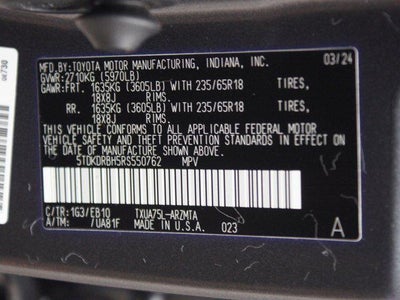 MFD.BY:TOYOTA MOTOR MANUFACTURING, INDIANA, INC. 03/24
GVWR:2710KG (5970LB)
GAWR:FRT. 1635KG (3605LB) WITH 235/65R18 TIRES,
18X8J RIMS.
RR. 1635KG (3605LB) WITH 235/65R18 TIRES,
18X8J RIMS.
THIS VEHICLE CONFORMS TO ALL APPLICABLE FEDERAL MOTOR
VEHICLE SAFETY AND THEFT PREVENTION STANDARDS IN EFFECT
ON THE DATE OF MANUFACTURE SHOWN ABOVE.
5TDKDRBH5RS550762 MPV
C/TR:1G3/EB10 TXUA75L-ARZMTA
A/TM: /UA81F MADE IN U.S.A. 023 A